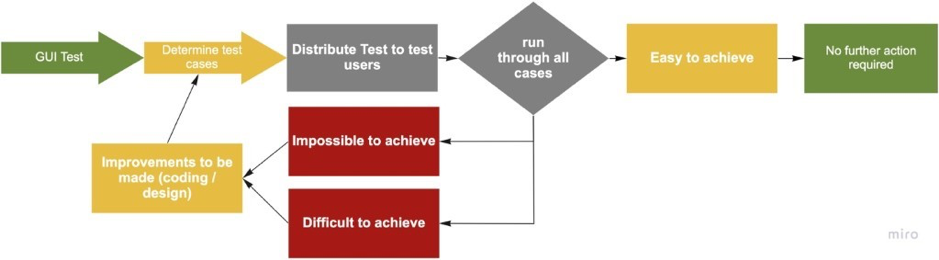 GUI Test
Determine test
cases
Distribute Test to test
users
run
through all
cases
Easy to achieve
No further action
required
Impossible to achieve
Improvements to be
made (coding /
design)
Difficult to achieve
miro